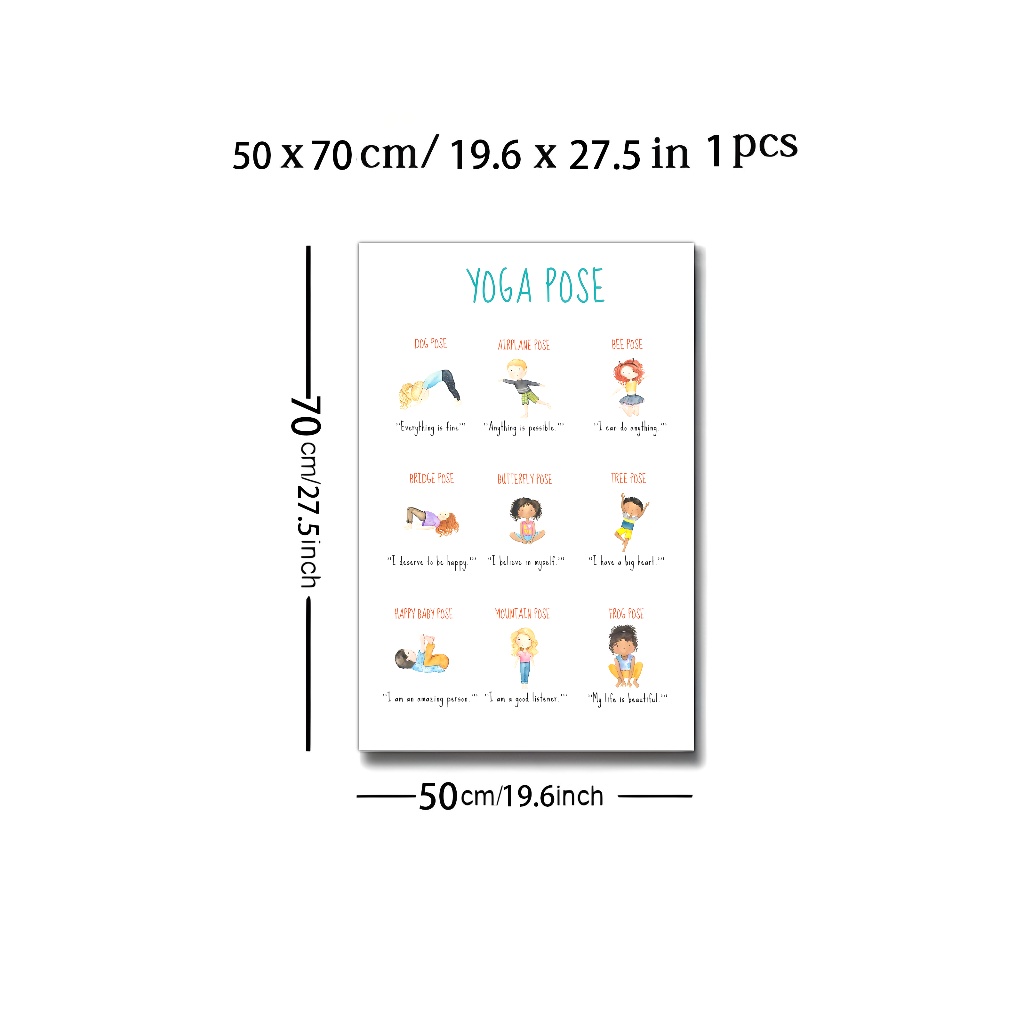 50 x 70 cm/ 19.6 x 27.5 in 1 pcs
70cm/27.5inch
YOGA POSE
DOG POSE AIRPLANE POSE BEE POSE
"Everything is fine" "Anything is possible." "I can do anything."
BRIDGE POSE BUTTERFLY POSE TREE POSE
"I deserve to be happy." "I believe in myself." "I have a big heart."
HAPPY BABY POSE MOUNTAIN POSE FROG POSE
"I am an amazing person." "I am a good listener." "My life is beautiful."
50cm/19.6inch